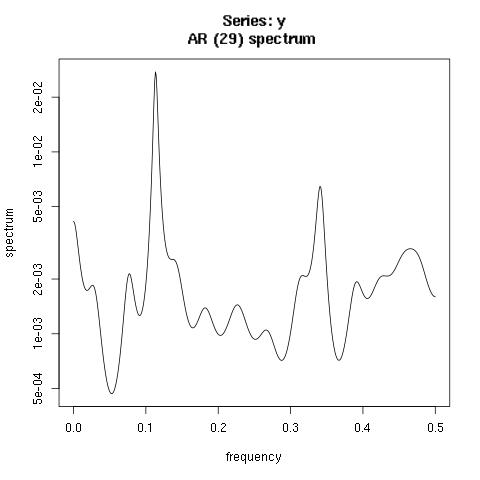 Series: y
AR (29) spectrum
2e-02
1e-02
5e-03
2e-03
1e-03
5e-04
spectrum
0.0 0.1 0.2 0.3 0.4 0.5
frequency